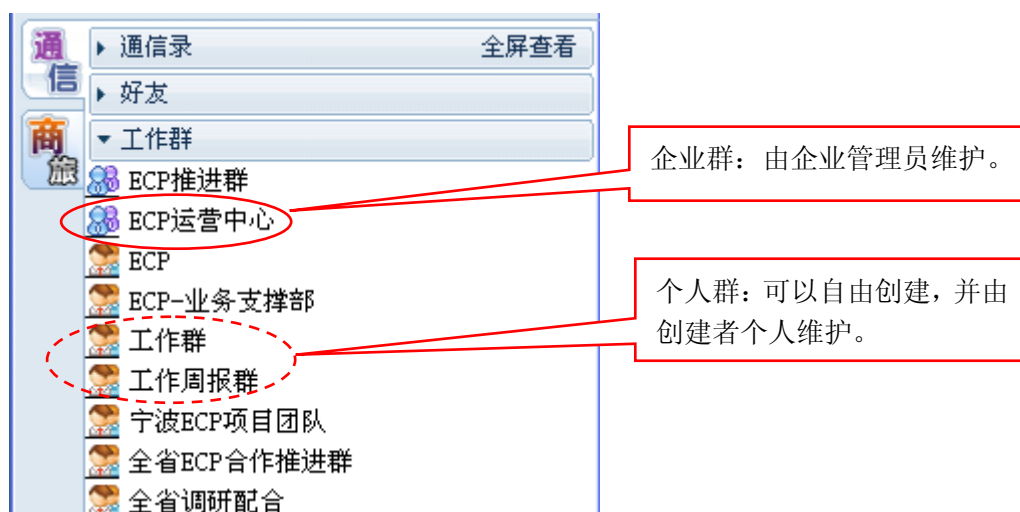 通信
通信录 全屏查看
好友
商旅
工作群
ECP推进群
ECP运营中心
ECP
ECP-业务支撑部
工作群
工作周报群
宁波ECP项目团队
全省ECP合作推进群
全省调研配合
企业群：由企业管理员维护。
个人群：可以自由创建，并由
创建者个人维护。